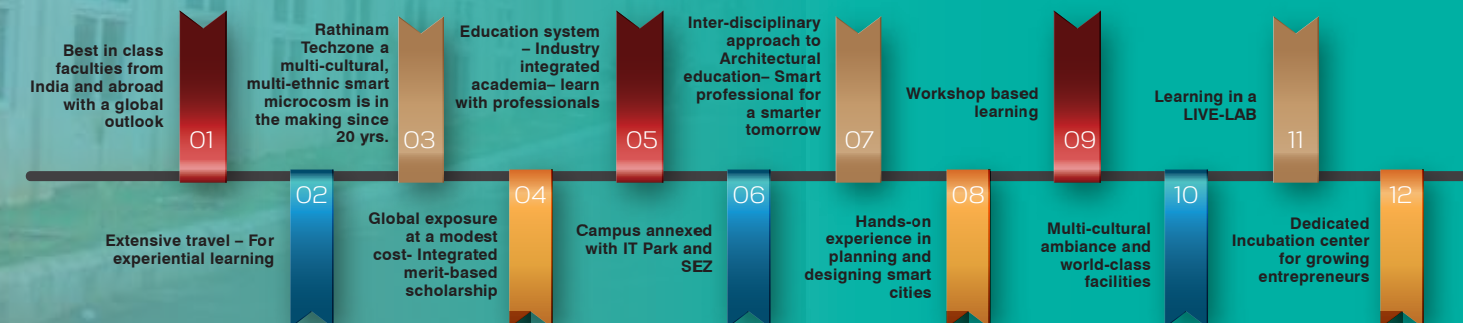 Best in class
faculties from
India and abroad
with a global
outlook
01
02
Extensive travel – For
experiential learning
Rathinam
Techzone a
multi-cultural,
multi-ethnic smart
microcosm is in
the making since
20 yrs.
03
04
Global exposure
at a modest
cost- Integrated
merit-based
scholarship
Education system
– Industry
integrated
academia– learn
with professionals
05
06
Campus annexed
with IT Park and
SEZ
Inter-disciplinary
approach to
Architectural
education– Smart
professional for
a smarter
tomorrow
07
08
Hands-on
experience in
planning and
designing smart
cities
Workshop based
learning
09
10
Multi-cultural
ambiance and
world-class
facilities
Learning in a
LIVE-LAB
11
12
Dedicated
Incubation center
for growing
entrepreneurs